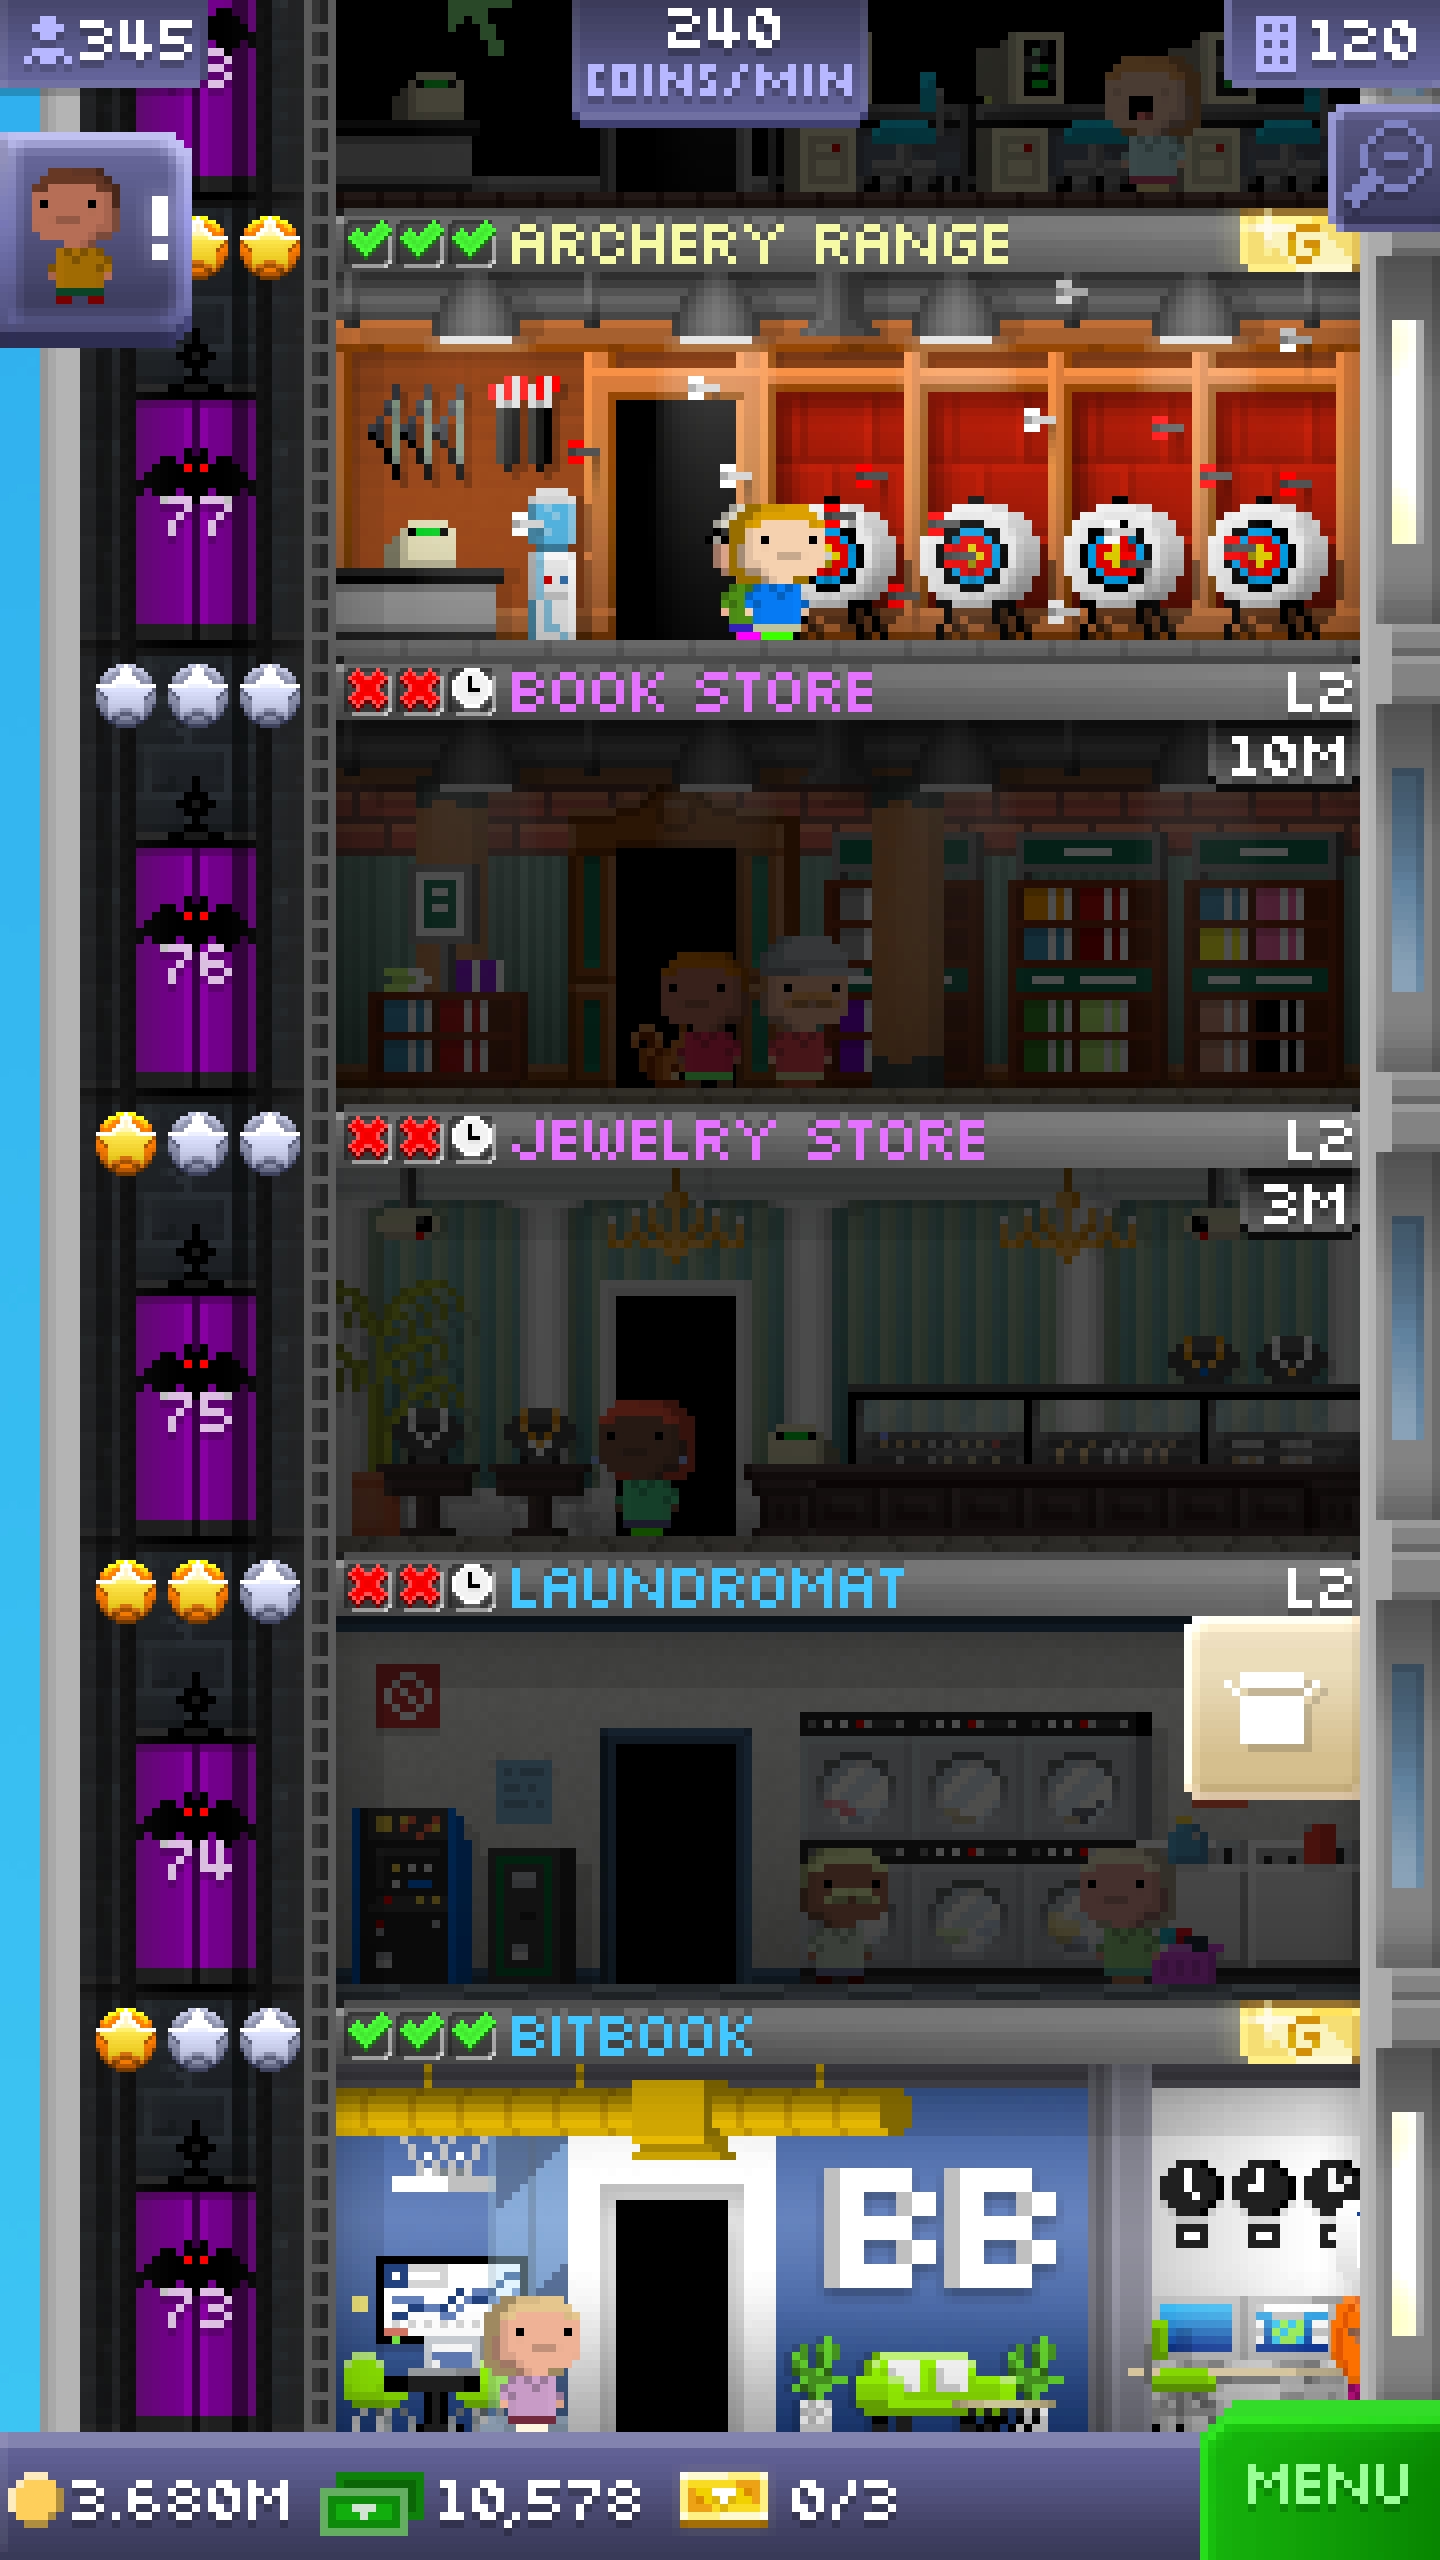 345
240
COINS/MIN
120
!
ARCHERY RANGE
G
77
BOOK STORE
L2
10M
76
JEWELRY STORE
L2
3M
75
LAUNDROMAT
L2
74
BITBOOK
G
BB
73
3.680M
10,578
0/3
MENU